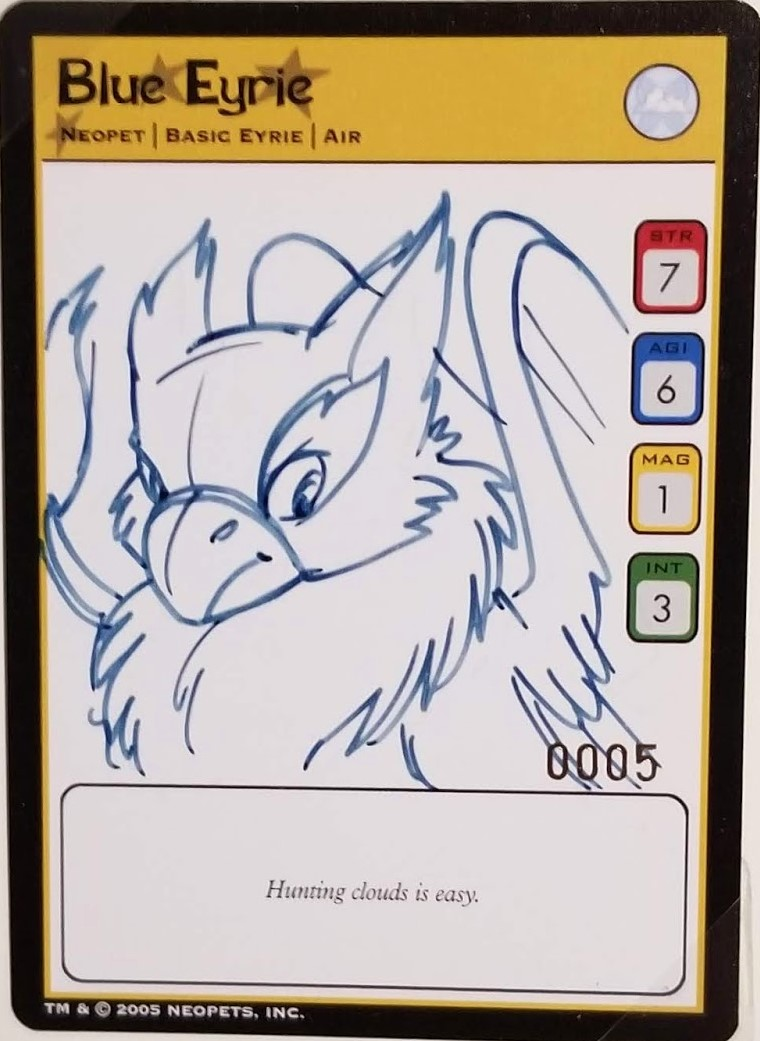 Blue Eyrie
NEOPET | BASIC EYRIE | AIR
STR
7
AGI
6
MAG
1
INT
3
0005
Hunting clouds is easy.
TM & © 2005 NEOPETS, INC.